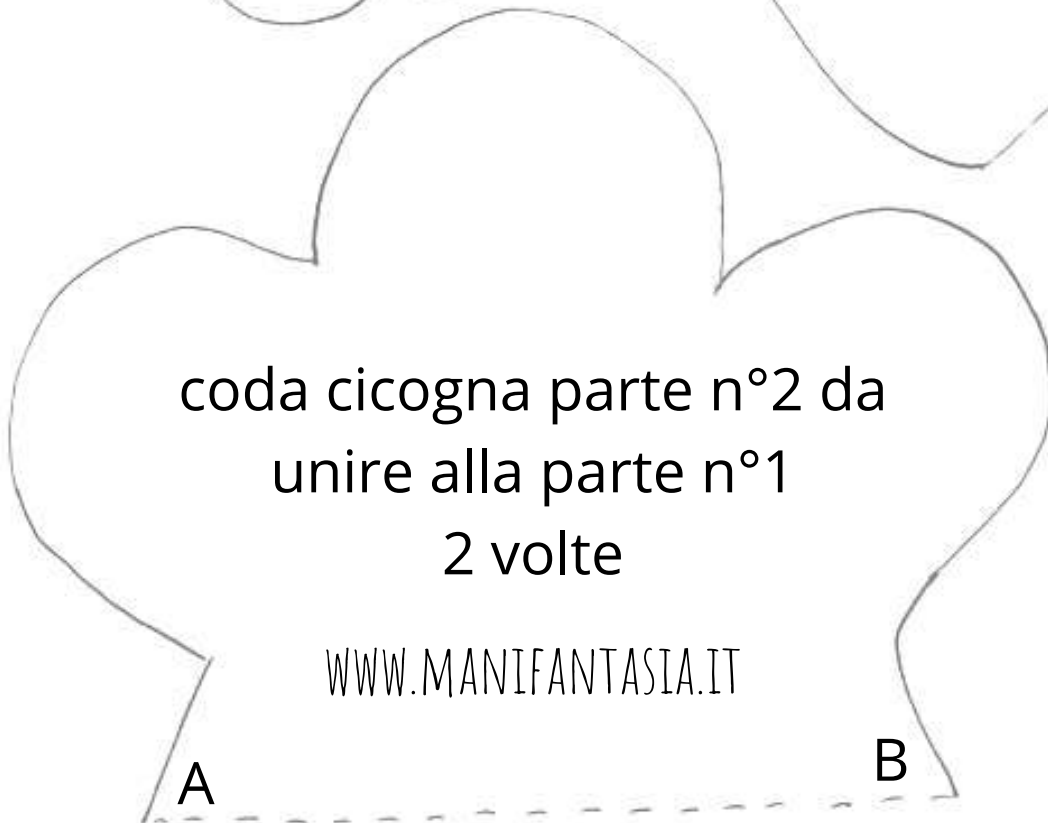 coda cicogna parte n°2 da
unire alla parte n°1
2 volte
WWW.MANIFANTASIA.IT
A
B